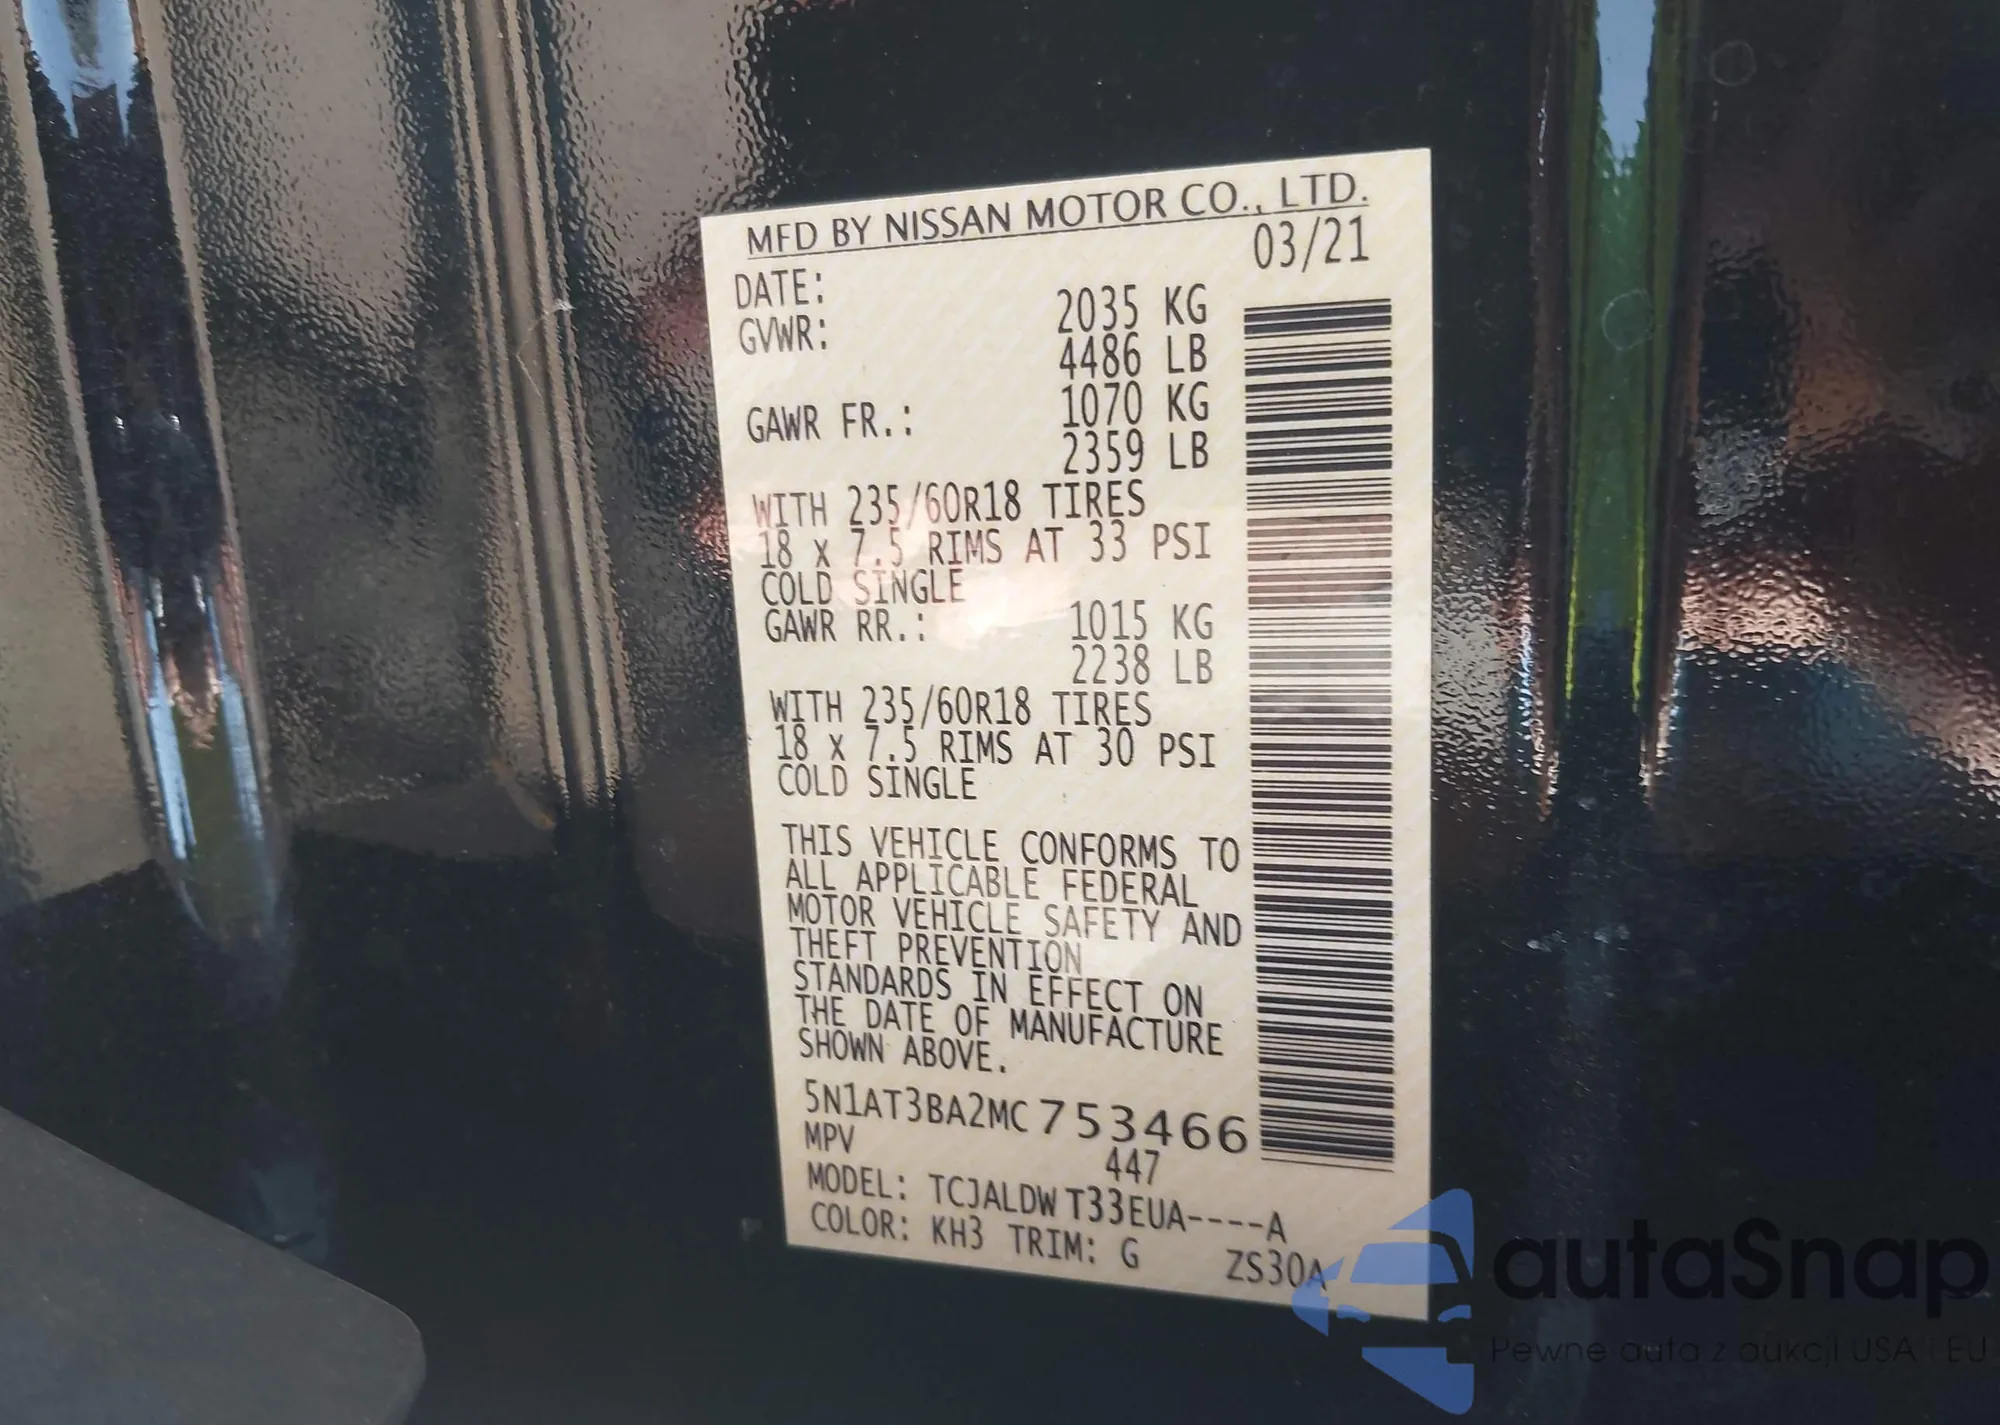 MFD BY NISSAN MOTOR CO., LTD.
DATE: 03/21
GVWR: 2035 KG
4486 LB
GAWR FR.: 1070 KG
2359 LB
WITH 235/60R18 TIRES
18 x 7.5 RIMS AT 33 PSI
COLD SINGLE
GAWR RR.: 1015 KG
2238 LB
WITH 235/60R18 TIRES
18 x 7.5 RIMS AT 30 PSI
COLD SINGLE
THIS VEHICLE CONFORMS TO
ALL APPLICABLE FEDERAL
MOTOR VEHICLE SAFETY AND
THEFT PREVENTION
STANDARDS IN EFFECT ON
THE DATE OF MANUFACTURE
SHOWN ABOVE.
5N1AT3BA2MC753466
MPV 447
MODEL: TCJALDW T33EUA----A
COLOR: KH3 TRIM: G ZS30A
autaSnap
Pewne auta z aukcji USA i EU